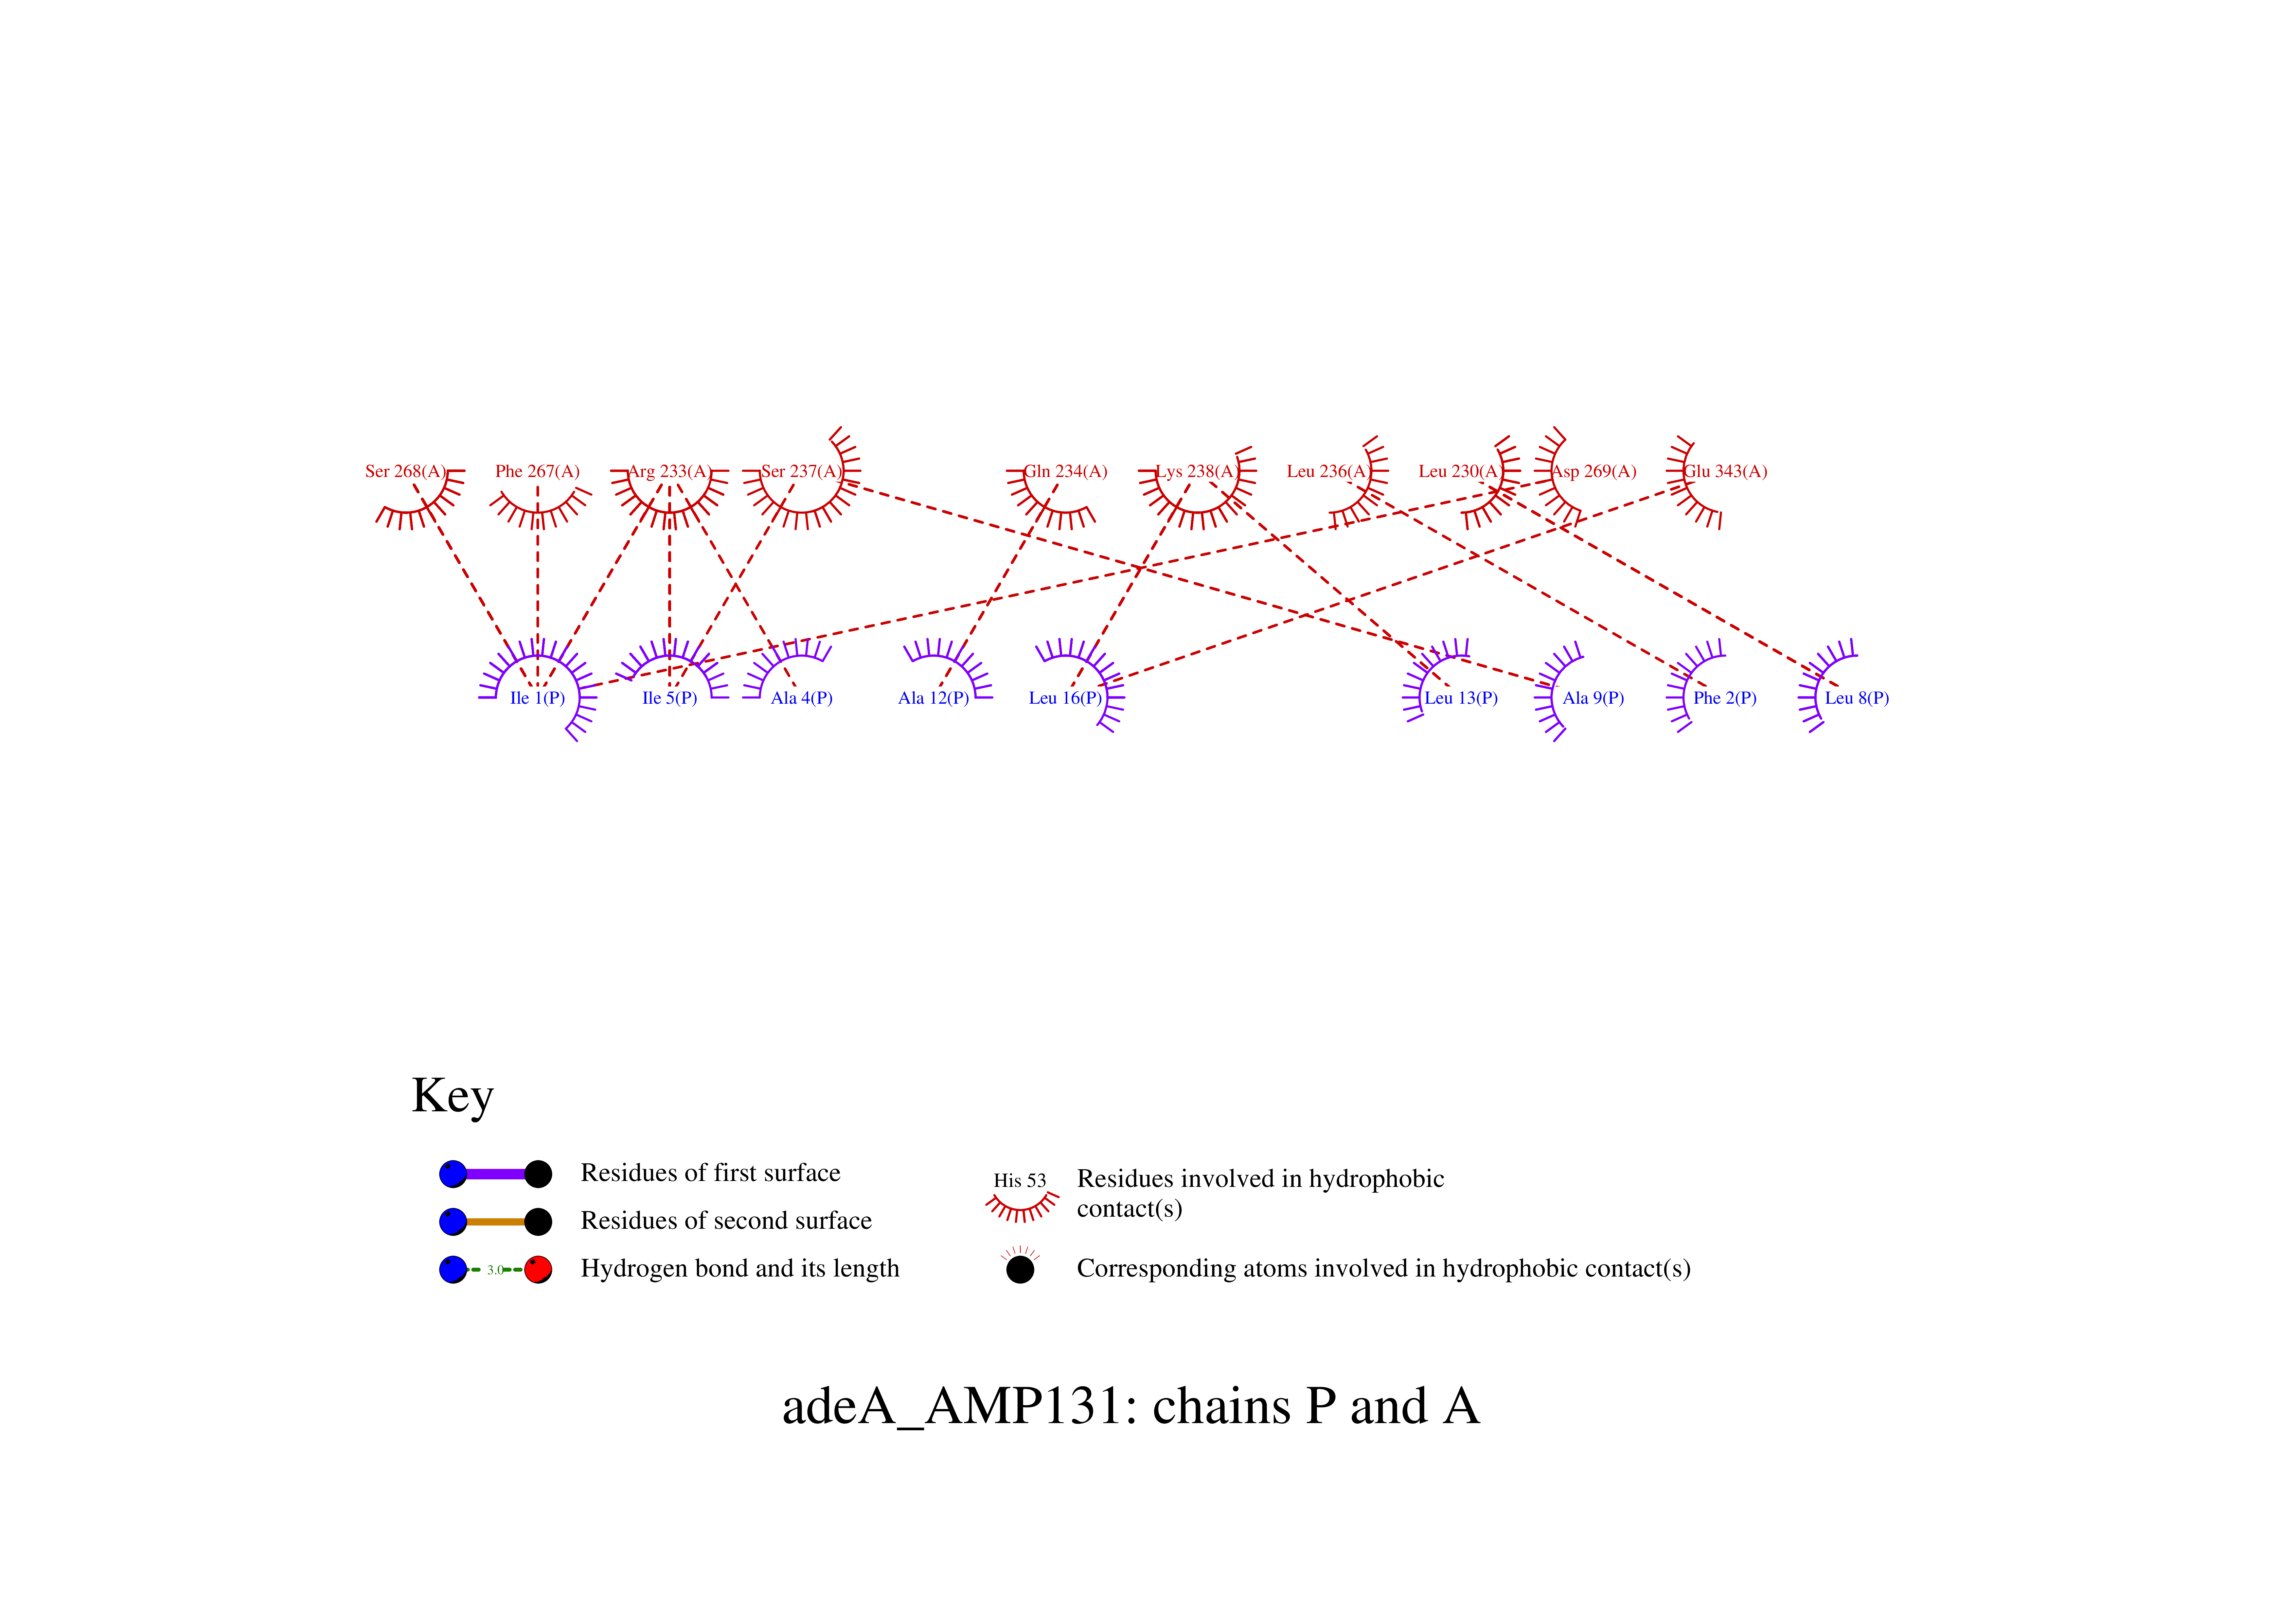 Ser 268(A) Phe 267(A) Arg 233(A) Ser 237(A) Gln 234(A) Lys 238(A) Leu 236(A) Leu 230(A) Asp 269(A) Glu 343(A)
Ile 1(P) Ile 5(P) Ala 4(P) Ala 12(P) Leu 16(P) Leu 13(P) Ala 9(P) Phe 2(P) Leu 8(P)
Key
Residues of first surface
Residues of second surface
3.0 Hydrogen bond and its length
His 53 Residues involved in hydrophobic
contact(s)
Corresponding atoms involved in hydrophobic contact(s)
adeA_AMP131: chains P and A